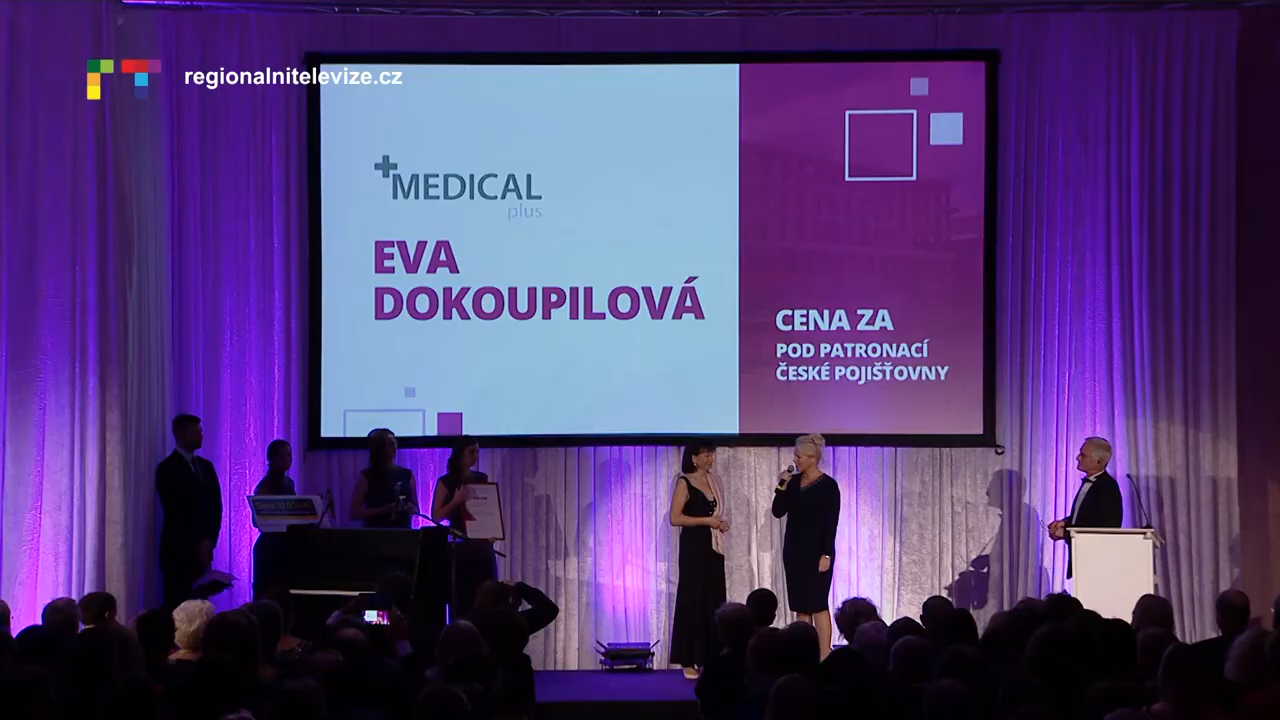 regionalnitelevize.cz
MEDICAL
plus
EVA
DOKOUPILOVÁ
CENA ZA
POD PATRONACÍ
ČESKÉ POJIŠŤOVNY